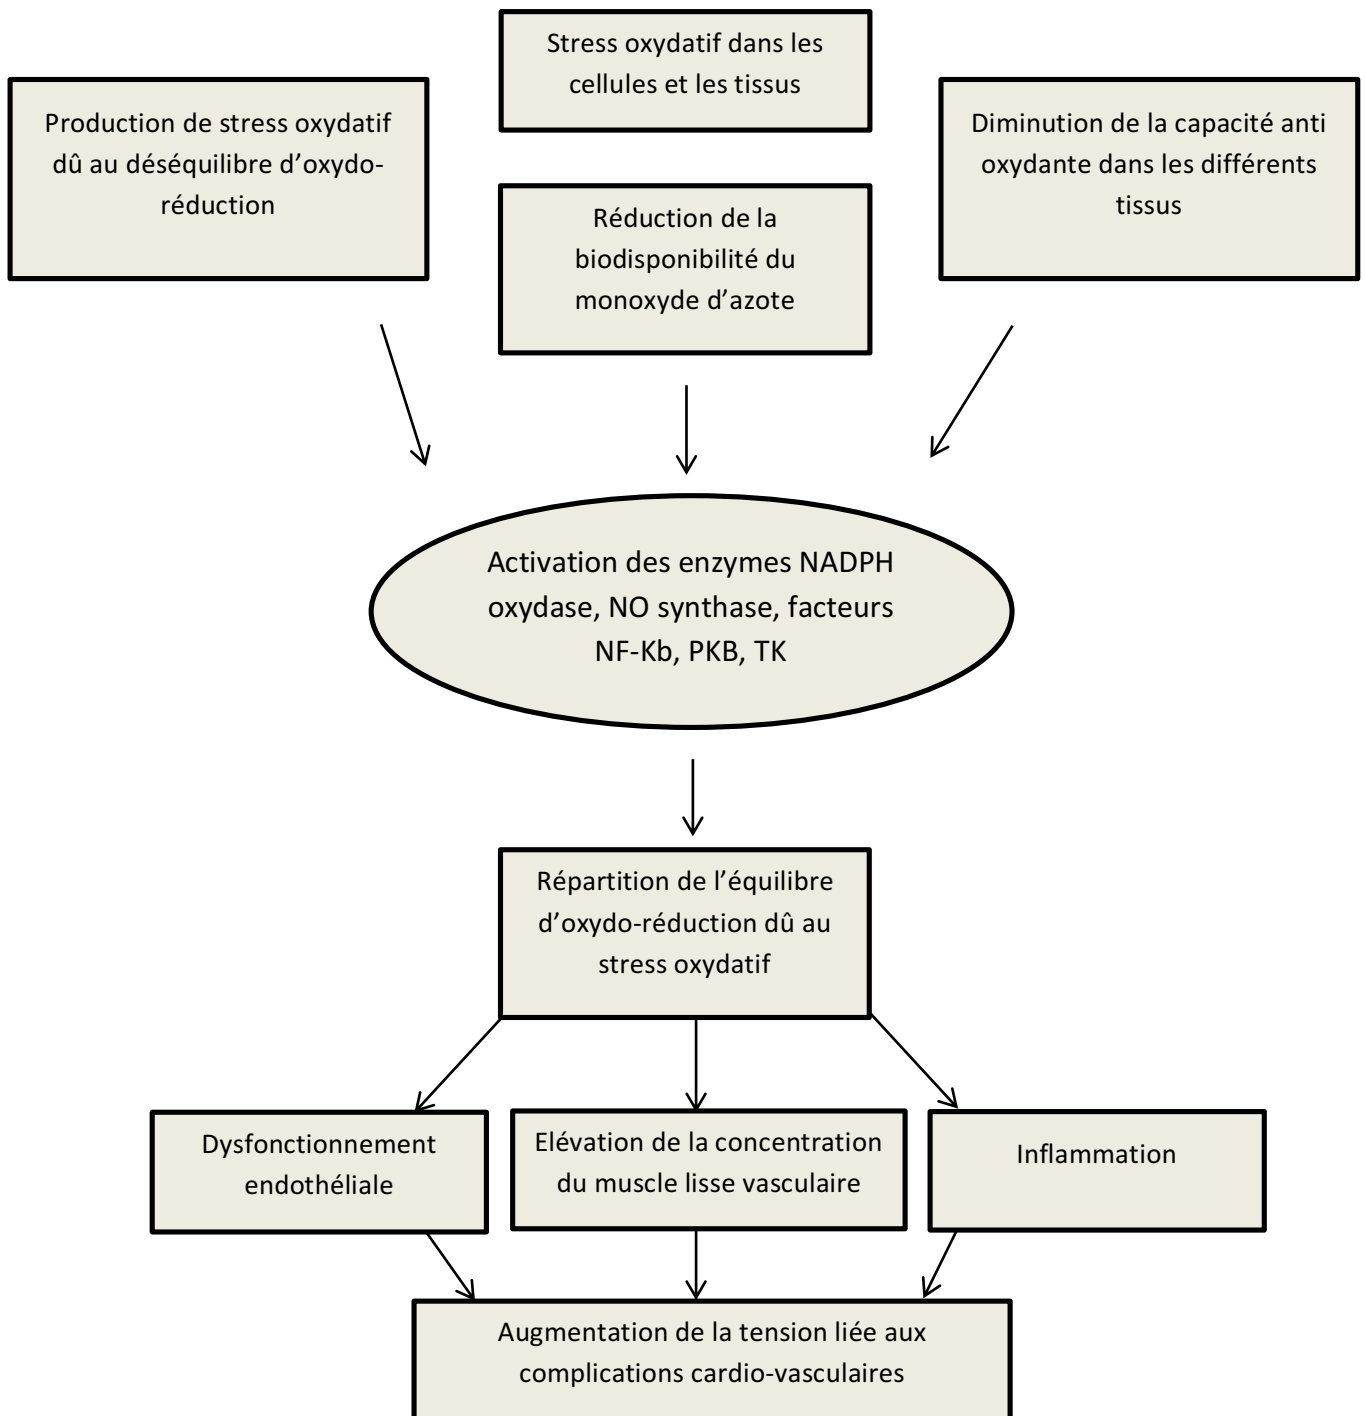 Stress oxydatif dans les
cellules et les tissus
Production de stress oxydatif
dû au déséquilibre d’oxydo-
réduction
Diminution de la capacité anti
oxydante dans les différents
tissus
Réduction de la
biodisponibilité du
monoxyde d’azote
Activation des enzymes NADPH
oxydase, NO synthase, facteurs
NF-Kb, PKB, TK
Répartition de l’équilibre
d’oxydo-réduction dû au
stress oxydatif
Dysfonctionnement
endothéliale
Elévation de la concentration
du muscle lisse vasculaire
Inflammation
Augmentation de la tension liée aux
complications cardio-vasculaires